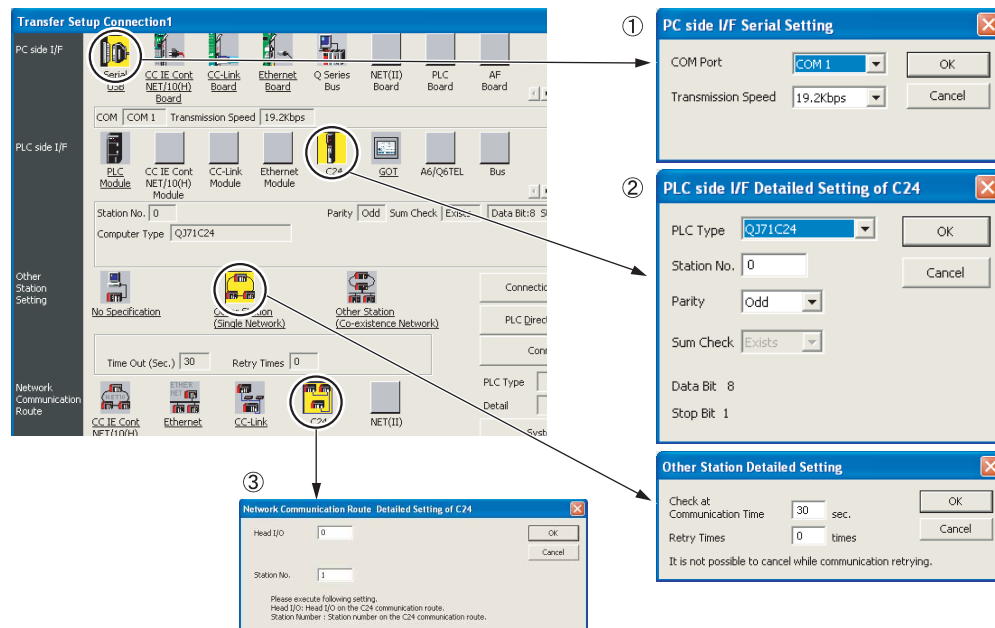 Transfer Setup Connection1
PC side I/F
Serial
USB
CC IE Cont
NET/10(H)
Board
CC-Link
Board
Ethernet
Board
Q Series
Bus
NET(II)
Board
PLC
Board
AF
Board
COM COM 1 Transmission Speed 19.2Kbps
PLC side I/F
PLC
Module
CC IE Cont
NET/10(H)
Module
CC-Link
Module
Ethernet
Module
C24
GOT
A6/Q6TEL
Bus
Station No. 0 Parity Odd Sum Check Exists Data Bit:8
Computer Type QJ71C24
Other
Station
Setting
No Specification
Other Station
(Single Network)
Other Station
(Co-existence Network)
Time Out (Sec.) 30 Retry Times 0
Network
Communication
Route
CC IE Cont
NET/10(H)
Ethernet
CC-Link
C24
NET(II)
PLC Type
Detail
①
PC side I/F Serial Setting
COM Port COM 1 OK
Transmission Speed 19.2Kbps Cancel
②
PLC side I/F Detailed Setting of C24
PLC Type QJ71C24 OK
Station No. 0 Cancel
Parity Odd
Sum Check Exists
Data Bit 8
Stop Bit 1
Other Station Detailed Setting
Check at
Communication Time 30 sec. OK
Retry Times 0 times Cancel
It is not possible to cancel while communication retrying.
③
Network Communication Route Detailed Setting of C24
Head I/O 0 OK
Cancel
Station No. 1
Please execute following setting.
Head I/O: Head I/O on the C24 communication route.
Station Number : Station number on the C24 communication route.